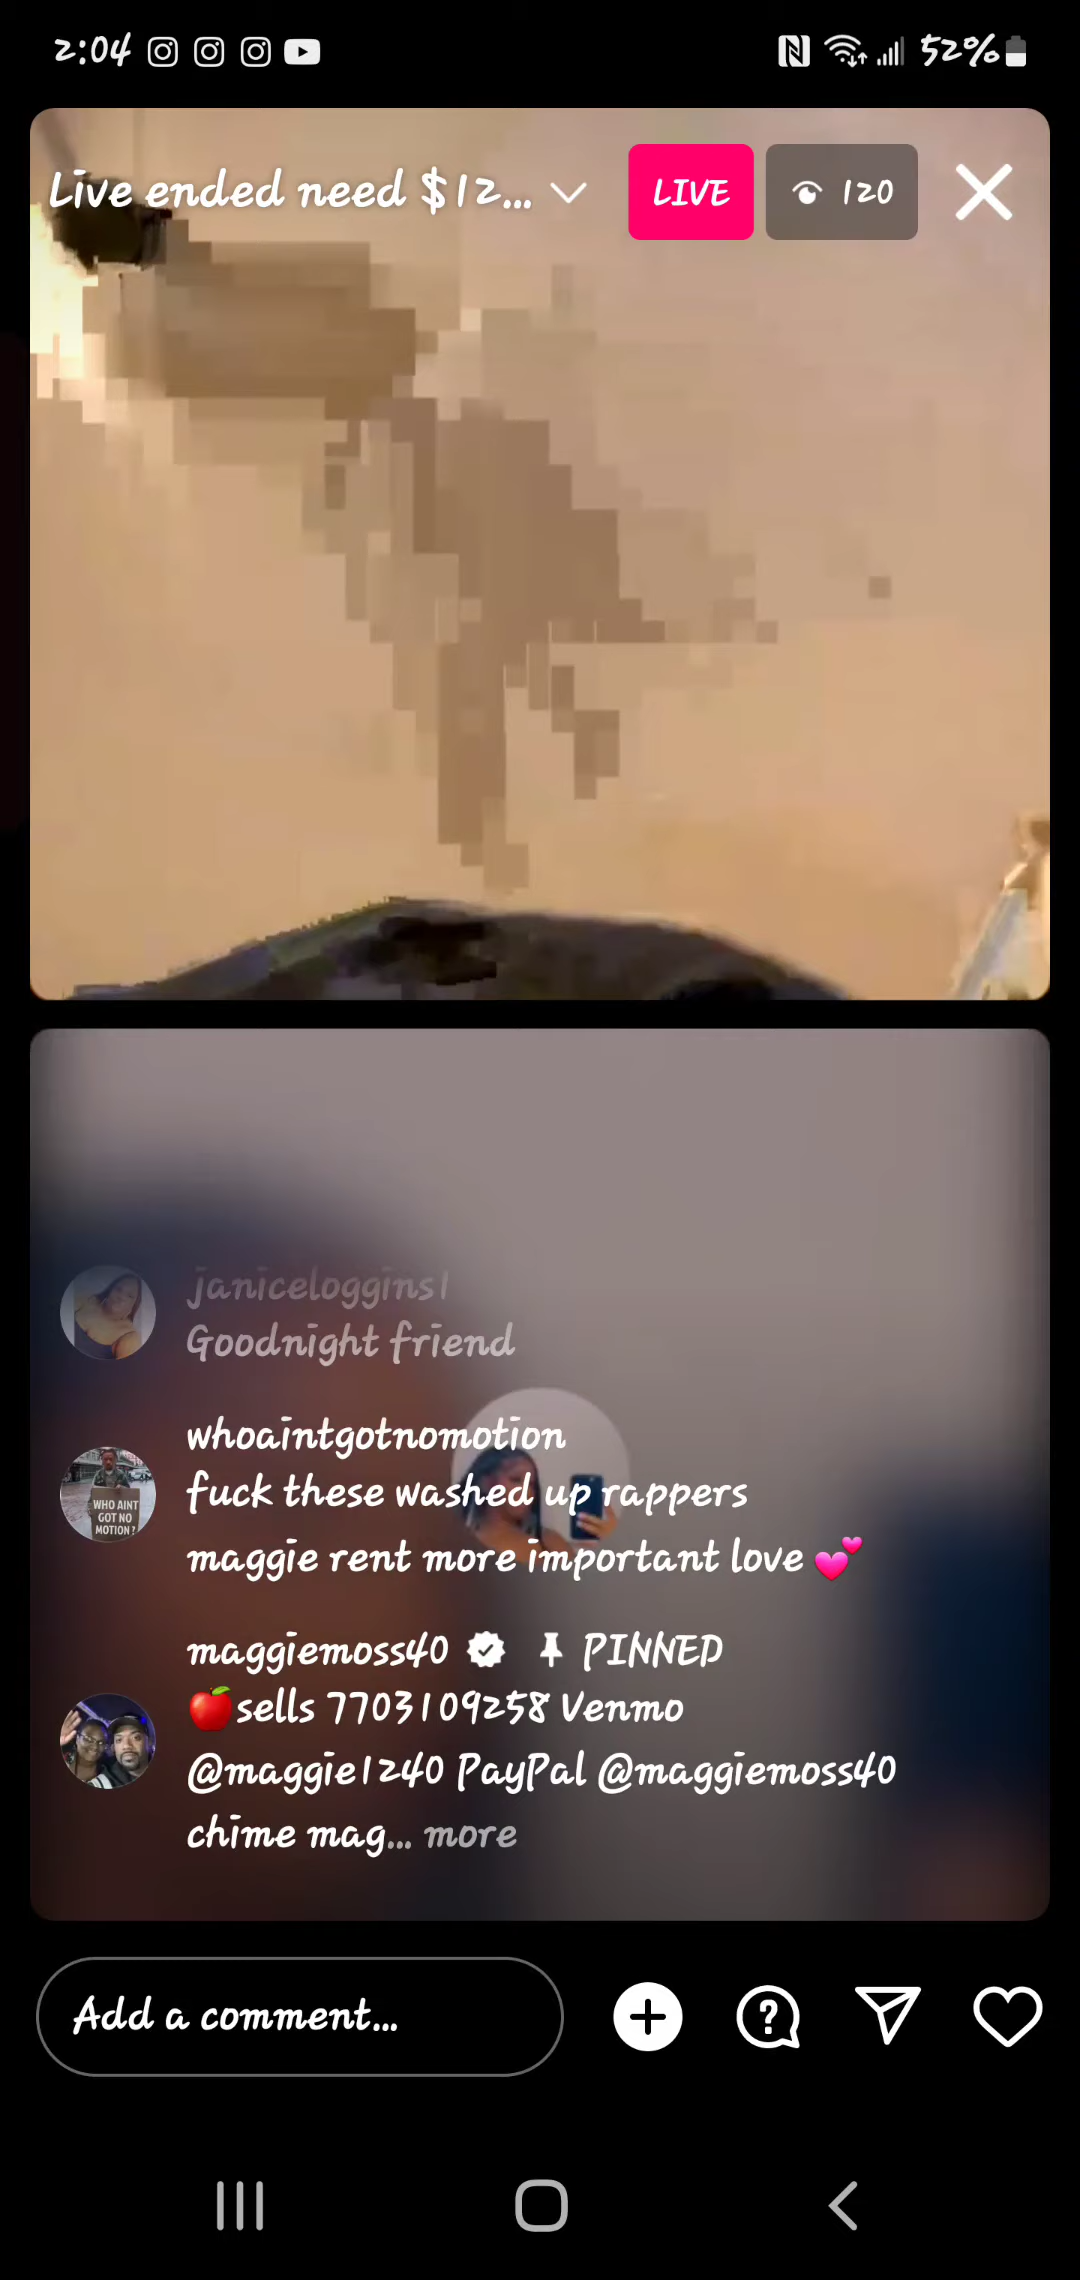 2:04
52%
Live ended need $12...
LIVE
120
janiceloggins1
Goodnight friend
whoaintgotnomotion
fuck these washed up rappers
maggie rent more important love 💕
WHO AINT
GOT NO
MOTION?
maggiemoss40 PINNED
🍎sells 7703109258 Venmo
@maggie1240 PayPal @maggiemoss40
chime mag... more
Add a comment...